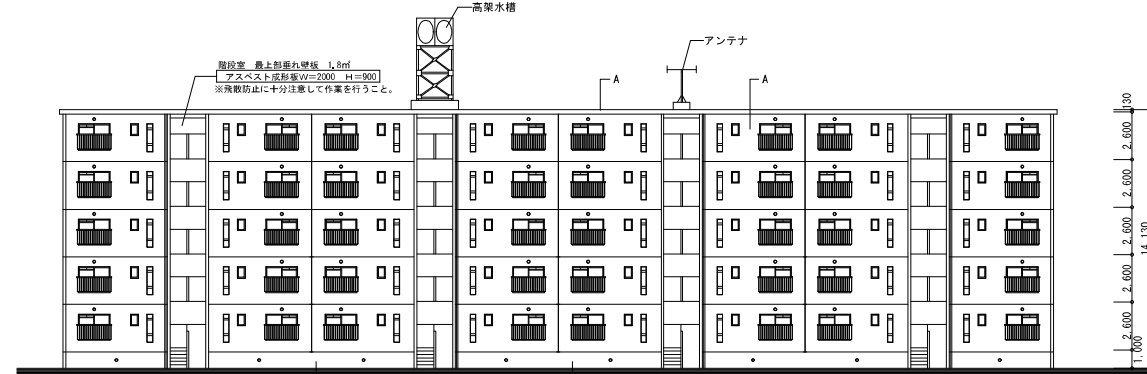 高架水槽
アンテナ
階段室　最上部垂れ壁板　1.8㎡
アスベスト成形板W=2000　H=900
※飛散防止に十分注意して作業を行うこと。
A
A
130
2,600
2,600
2,600
2,600
2,600
1,000
14,130